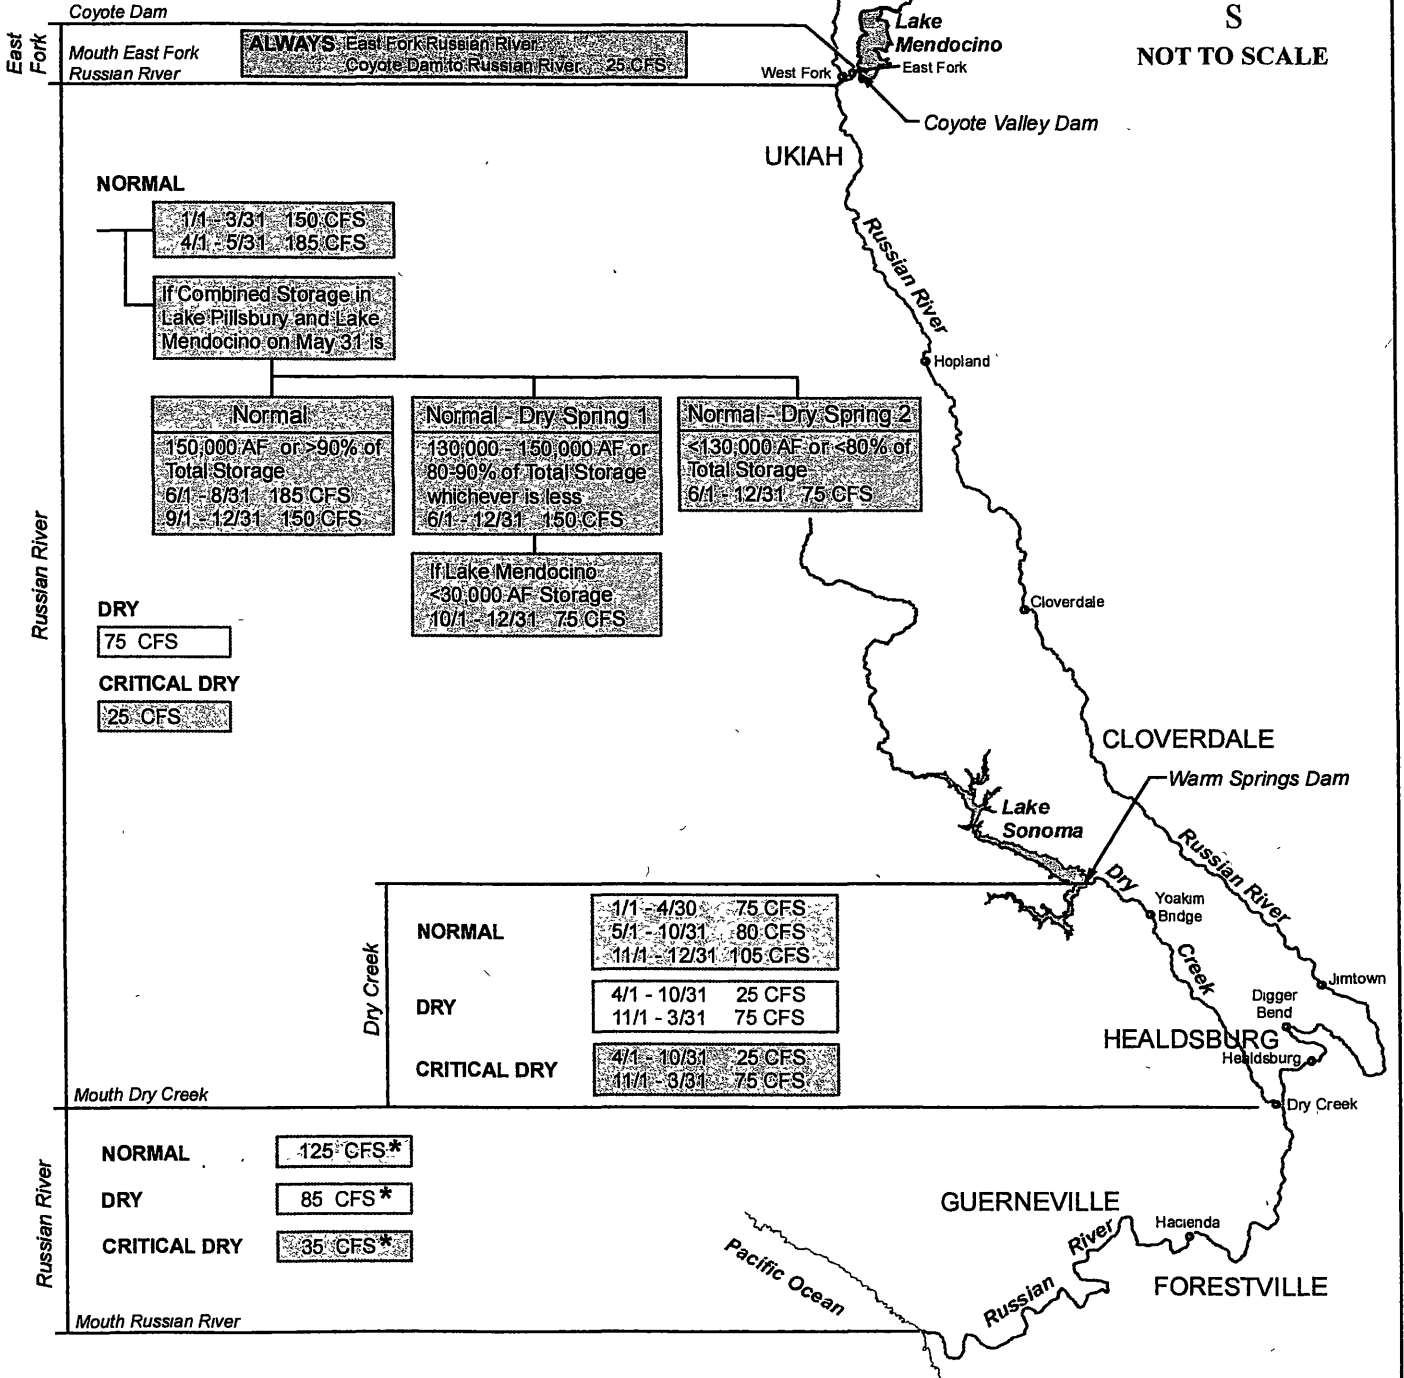 Coyote Dam
East
Fork
Mouth East Fork
Russian River
ALWAYS East Fork Russian River
Coyote Dam to Russian River 25 CFS
Lake
Mendocino
West Fork
East Fork
Coyote Valley Dam
S
NOT TO SCALE
UKIAH
Russian River
Hopland
NORMAL
1/1 - 3/31 150 CFS
4/1 - 5/31 185 CFS
If Combined Storage in
Lake Pillsbury and Lake
Mendocino on May 31 is
Normal
150,000 AF or >90% of
Total Storage
6/1 - 8/31 185 CFS
9/1 - 12/31 150 CFS
Normal - Dry Spring 1
130,000 - 150,000 AF or
80-90% of Total Storage
whichever is less
6/1 - 12/31 150 CFS
If Lake Mendocino
<30,000 AF Storage
10/1 - 12/31 75 CFS
Normal - Dry Spring 2
<130,000 AF or <80% of
Total Storage
6/1 - 12/31 75 CFS
Russian River
DRY
75 CFS
CRITICAL DRY
25 CFS
Cloverdale
CLOVERDALE
Warm Springs Dam
Lake
Sonoma
Russian River
Dry Creek
Yoakim
Bridge
Jimtown
Digger
Bend
HEALDSBURG
Healdsburg
Dry Creek
Dry Creek
NORMAL
1/1 - 4/30 75 CFS
5/1 - 10/31 80 CFS
11/1 - 12/31 105 CFS
DRY
4/1 - 10/31 25 CFS
11/1 - 3/31 75 CFS
CRITICAL DRY
4/1 - 10/31 25 CFS
11/1 - 3/31 75 CFS
Mouth Dry Creek
Russian River
NORMAL
125 CFS*
DRY
85 CFS*
CRITICAL DRY
35 CFS*
Mouth Russian River
GUERNEVILLE
Hacienda
FORESTVILLE
Russian River
Pacific Ocean